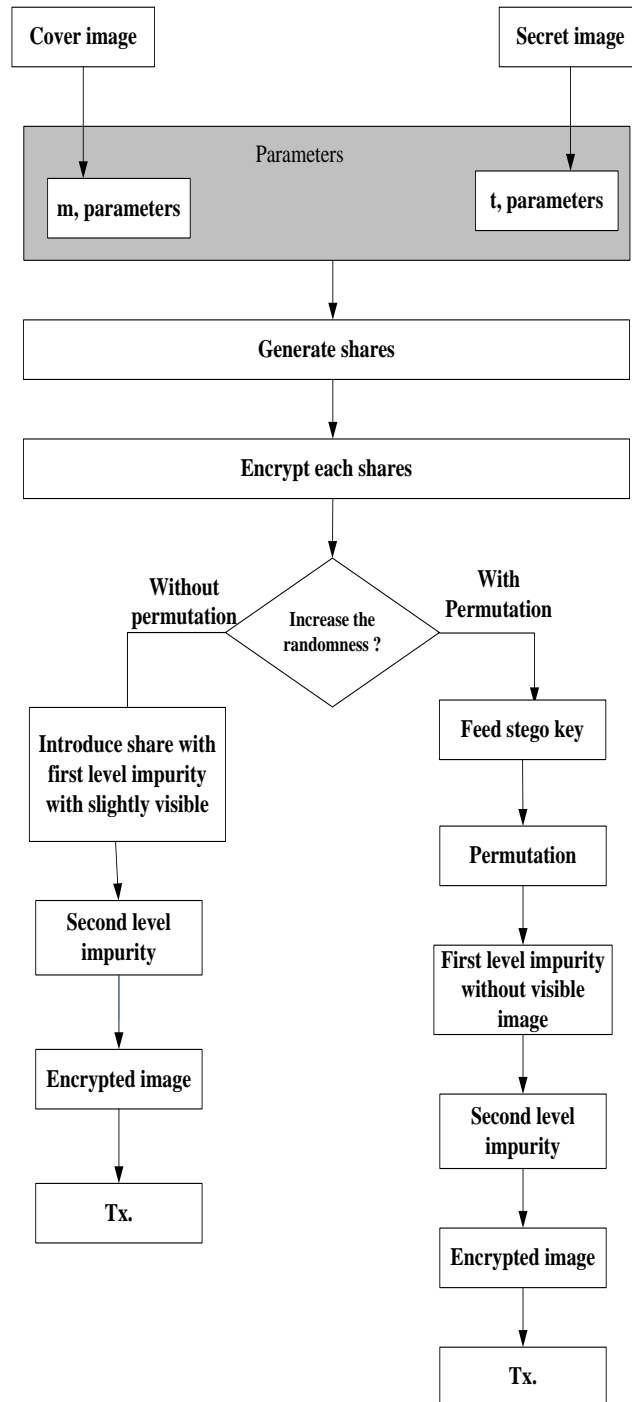 Cover image
Secret image
Parameters
m, parameters
t, parameters
Generate shares
Encrypt each shares
Without
permutation
With
Permutation
Increase the
randomness ?
Introduce share with
first level impurity
with slightly visible
Second level
impurity
Encrypted image
Tx.
Feed stego key
Permutation
First level impurity
without visible
image
Second level
impurity
Encrypted image
Tx.